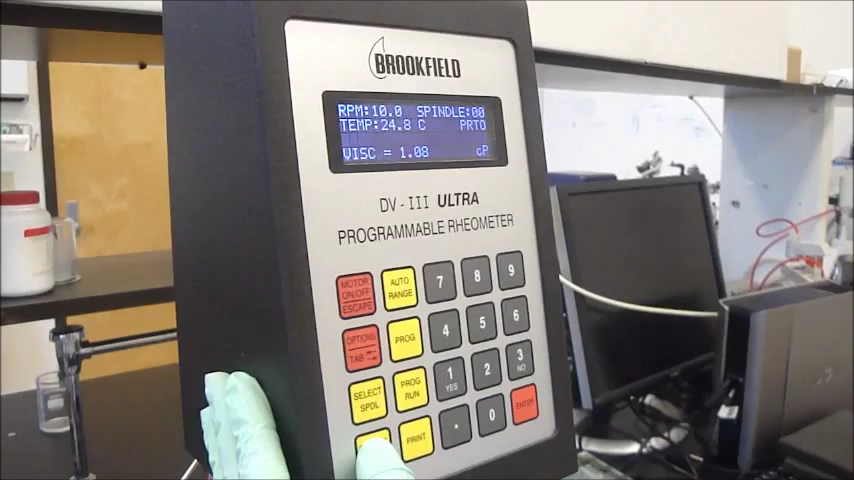 BROOKFIELD
RPM:10.0 SPINDLE:00
TEMP:24.8 C PRTO
VISC = 1.08 cP
DV-III ULTRA
PROGRAMMABLE RHEOMETER
MOTOR ON/OFF ESCAPE
AUTO RANGE
7
8
9
OPTIONS TAB
PROG
4
5
6
SELECT SPDL
PROG RUN
1 YES
2
3 NO
PRINT
.
0
ENTER